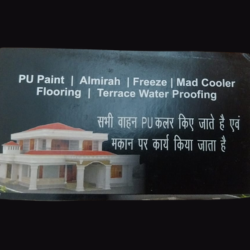 PU Paint | Almirah | Freeze | Mad Cooler
Flooring | Terrace Water Proofing
सभी वाहन PU कलर किए जाते है एवं
मकान पर कार्य किया जाता है